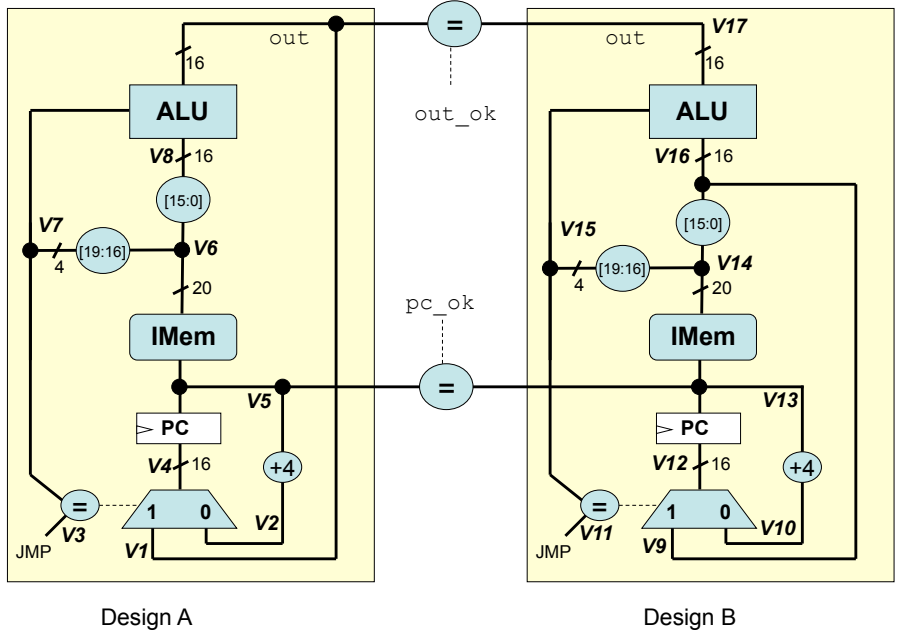 out
=
out
V17
16
16
ALU
out_ok
ALU
V8
16
V16
16
[15:0]
[15:0]
V7
[19:16]
V6
V15
[19:16]
V14
4
4
20
20
pc_ok
IMem
IMem
V5
=
V13
PC
PC
V4
16
+4
V12
16
+4
=
1
0
V2
=
1
0
V10
V3
V11
JMP
V1
JMP
V9
Design A
Design B